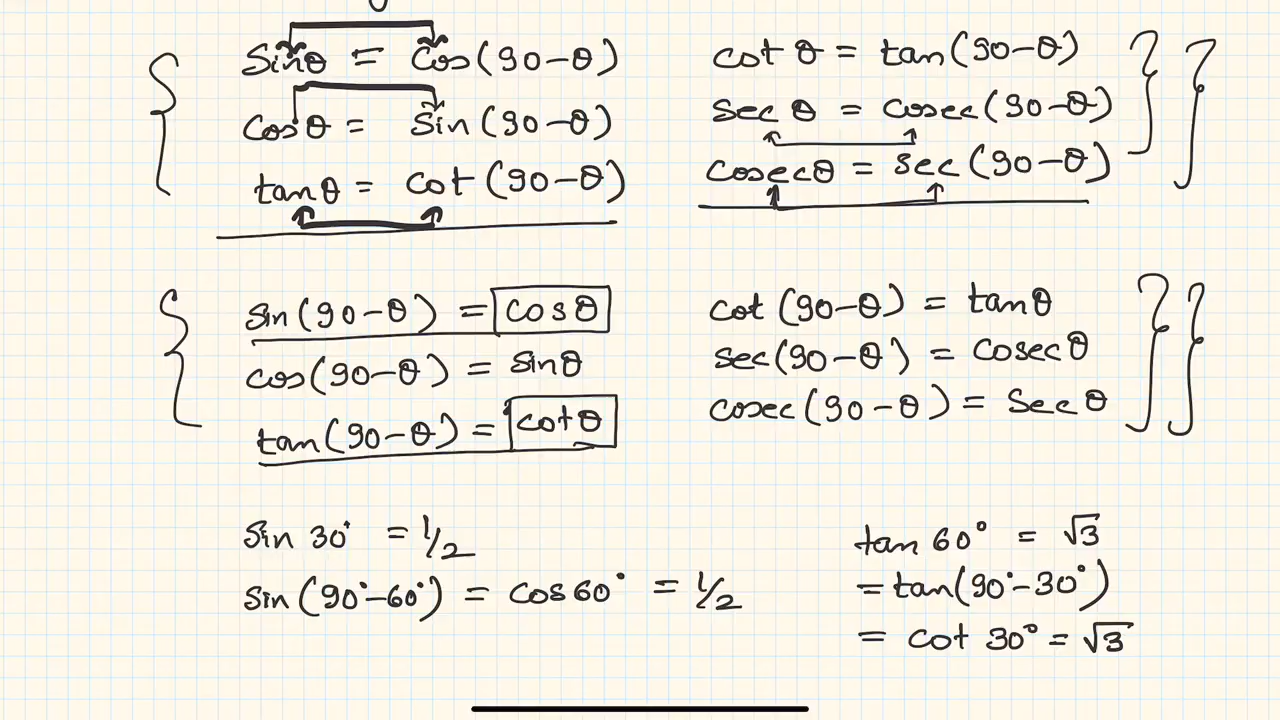 sinθ = cos(90-θ)
cosθ = sin(90-θ)
tanθ = cot(90-θ)
cot θ = tan(90-θ)
sec θ = cosec(90-θ)
cosecθ = sec(90-θ)
sin(90-θ) = cosθ
cos(90-θ) = sinθ
tan(90-θ) = cotθ
cot(90-θ) = tanθ
sec(90-θ) = cosecθ
cosec(90-θ) = secθ
sin 30° = 1/2
sin(90°-60°) = cos60° = 1/2
tan 60° = √3
= tan(90°-30°)
= cot 30° = √3